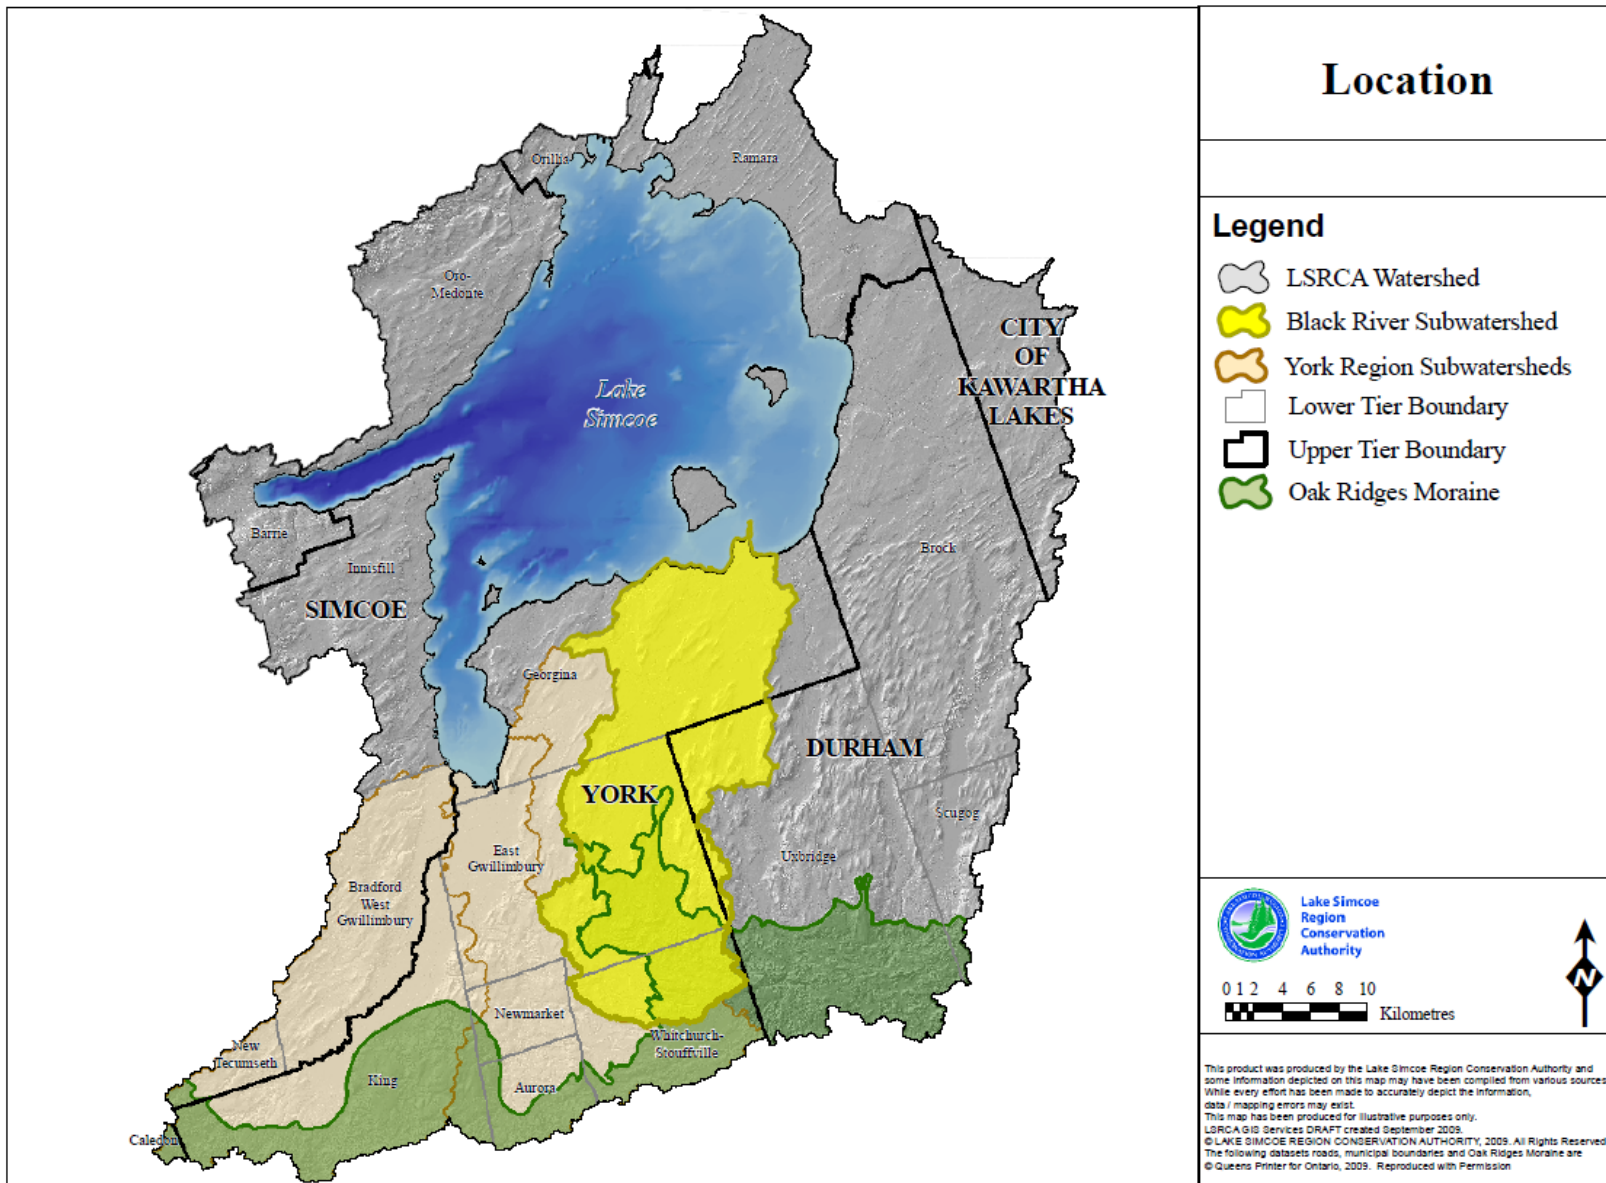 Location
Legend
LSRCA Watershed
Black River Subwatershed
York Region Subwatersheds
Lower Tier Boundary
Upper Tier Boundary
Oak Ridges Moraine
Orillia
Ramara
Oro-
Medonte
Lake
Simcoe
CITY
OF
KAWARTHA
LAKES
Barrie
Innisfill
SIMCOE
Brock
Georgina
DURHAM
YORK
Scugog
Uxbridge
East
Gwillimbury
Bradford
West
Gwillimbury
Newmarket
Whitchurch-
Stouffville
New
Tecumseth
King
Aurora
Caledon
Lake Simcoe
Region
Conservation
Authority
0 1 2 4 6 8 10
Kilometres
N
This product was produced by the Lake Simcoe Region Conservation Authority and
some information depicted on this map may have been compiled from various sources.
While every effort has been made to accurately depict the information,
data / mapping errors may exist.
This map has been produced for illustrative purposes only.
LSRCA GIS Services DRAFT created September 2009.
© LAKE SIMCOE REGION CONSERVATION AUTHORITY, 2009. All Rights Reserved
The following datasets roads, municipal boundaries and Oak Ridges Moraine are
© Queens Printer for Ontario, 2009. Reproduced with Permission